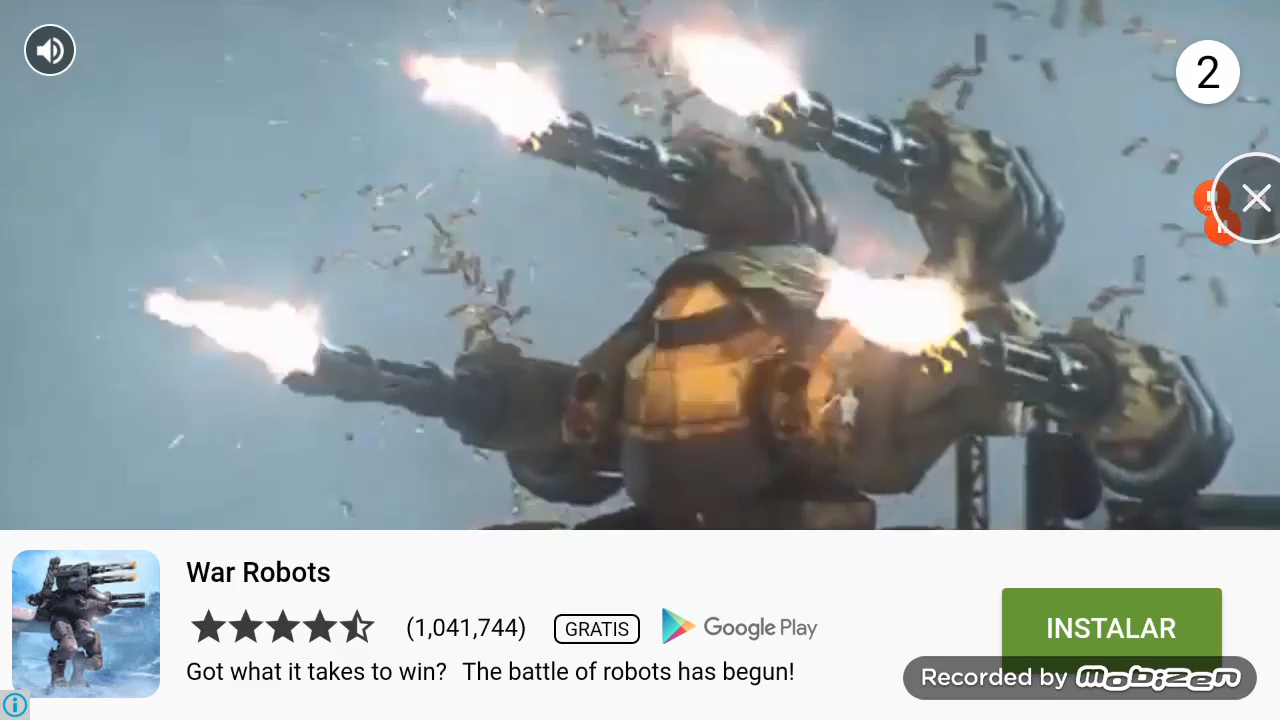 2
War Robots
(1,041,744)
GRATIS
Google Play
INSTALAR
Got what it takes to win? The battle of robots has begun!
Recorded by mobizen